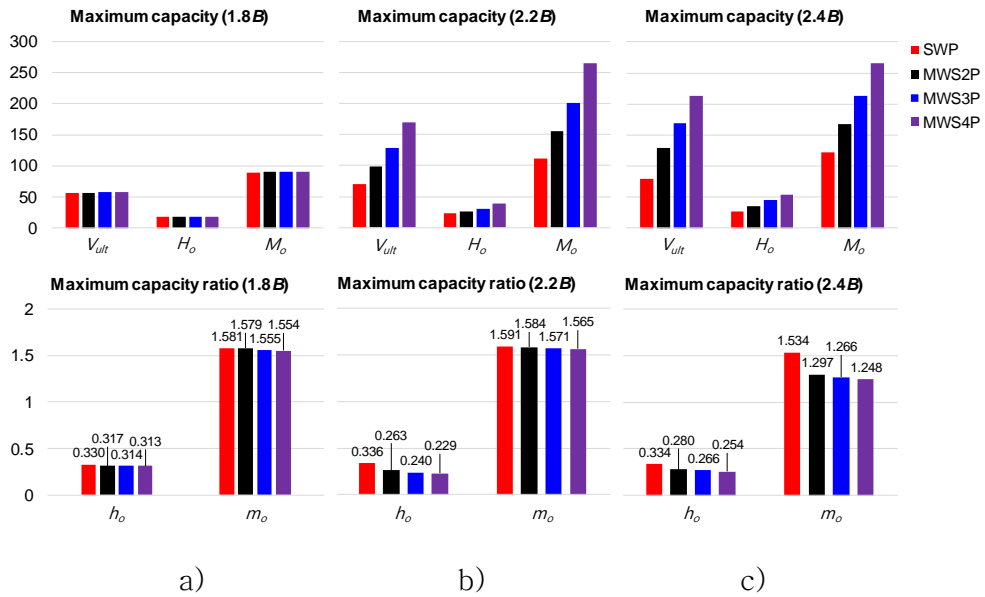 Maximum capacity (1.8B) Maximum capacity (2.2B) Maximum capacity (2.4B)
300
250
200
150
100
50
0
SWP
MWS2P
MWS3P
MWS4P
Vult Ho Mo Vult Ho Mo Vult Ho Mo
Maximum capacity ratio (1.8B) Maximum capacity ratio (2.2B) Maximum capacity ratio (2.4B)
2
1.5
1
0.5
0
0.330 0.317 0.314 0.313 1.581 1.579 1.555 1.554
0.336 0.263 0.240 0.229 1.591 1.584 1.571 1.565
0.334 0.280 0.266 0.254 1.534 1.297 1.266 1.248
ho mo ho mo ho mo
a) b) c)